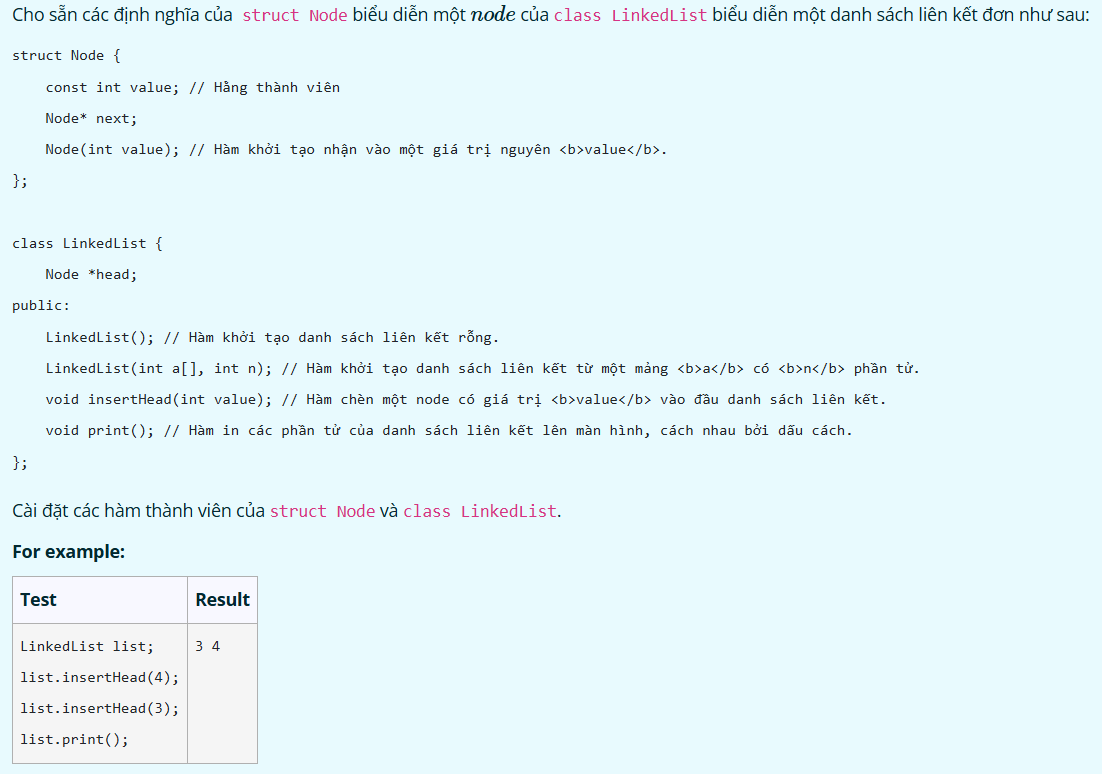 Cho sẵn các định nghĩa của struct Node biểu diễn một node của class LinkedList biểu diễn một danh sách liên kết đơn như sau:
struct Node {
    const int value; // Hằng thành viên
    Node* next;
    Node(int value); // Hàm khởi tạo nhận vào một giá trị nguyên <b>value</b>.
};
class LinkedList {
    Node *head;
public:
    LinkedList(); // Hàm khởi tạo danh sách liên kết rỗng.
    LinkedList(int a[], int n); // Hàm khởi tạo danh sách liên kết từ một mảng <b>a</b> có <b>n</b> phần tử.
    void insertHead(int value); // Hàm chèn một node có giá trị <b>value</b> vào đầu danh sách liên kết.
    void print(); // Hàm in các phần tử của danh sách liên kết lên màn hình, cách nhau bởi dấu cách.
};
Cài đặt các hàm thành viên của struct Node và class LinkedList.
For example:
Test Result
LinkedList list; 3 4
list.insertHead(4);
list.insertHead(3);
list.print();